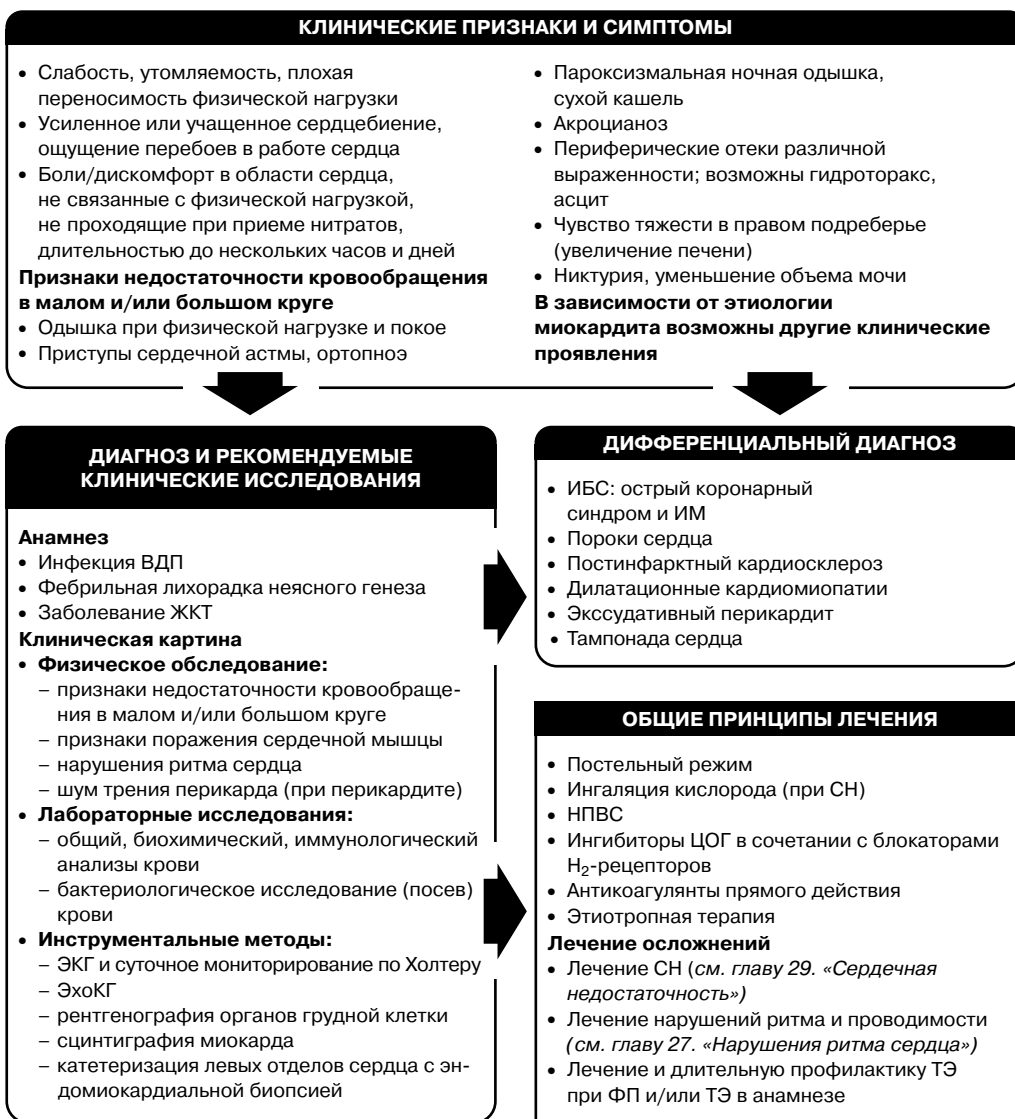 КЛИНИЧЕСКИЕ ПРИЗНАКИ И СИМПТОМЫ
• Слабость, утомляемость, плохая
переносимость физической нагрузки
• Усиленное или учащенное сердцебиение,
ощущение перебоев в работе сердца
• Боли/дискомфорт в области сердца,
не связанные с физической нагрузкой,
не проходящие при приеме нитратов,
длительностью до нескольких часов и дней
Признаки недостаточности кровообращения
в малом и/или большом круге
• Одышка при физической нагрузке и покое
• Приступы сердечной астмы, ортопноэ
• Пароксизмальная ночная одышка,
сухой кашель
• Акроцианоз
• Периферические отеки различной
выраженности; возможны гидроторакс,
асцит
• Чувство тяжести в правом подреберье
(увеличение печени)
• Никтурия, уменьшение объема мочи
В зависимости от этиологии
миокардита возможны другие клинические
проявления
ДИАГНОЗ И РЕКОМЕНДУЕМЫЕ
КЛИНИЧЕСКИЕ ИССЛЕДОВАНИЯ
Анамнез
• Инфекция ВДП
• Фебрильная лихорадка неясного генеза
• Заболевание ЖКТ
Клиническая картина
• Физическое обследование:
– признаки недостаточности кровообраще-
ния в малом и/или большом круге
– признаки поражения сердечной мышцы
– нарушения ритма сердца
– шум трения перикарда (при перикардите)
• Лабораторные исследования:
– общий, биохимический, иммунологический
анализы крови
– бактериологическое исследование (посев)
крови
• Инструментальные методы:
– ЭКГ и суточное мониторирование по Холтеру
– ЭхоКГ
– рентгенография органов грудной клетки
– сцинтиграфия миокарда
– катетеризация левых отделов сердца с эн-
домиокардиальной биопсией
ДИФФЕРЕНЦИАЛЬНЫЙ ДИАГНОЗ
• ИБС: острый коронарный
синдром и ИМ
• Пороки сердца
• Постинфарктный кардиосклероз
• Дилатационные кардиомиопатии
• Экссудативный перикардит
• Тампонада сердца
ОБЩИЕ ПРИНЦИПЫ ЛЕЧЕНИЯ
• Постельный режим
• Ингаляция кислорода (при СН)
• НПВС
• Ингибиторы ЦОГ в сочетании с блокаторами
H₂-рецепторов
• Антикоагулянты прямого действия
• Этиотропная терапия
Лечение осложнений
• Лечение СН (см. главу 29. «Сердечная
недостаточность»)
• Лечение нарушений ритма и проводимости
(см. главу 27. «Нарушения ритма сердца»)
• Лечение и длительную профилактику ТЭ
при ФП и/или ТЭ в анамнезе